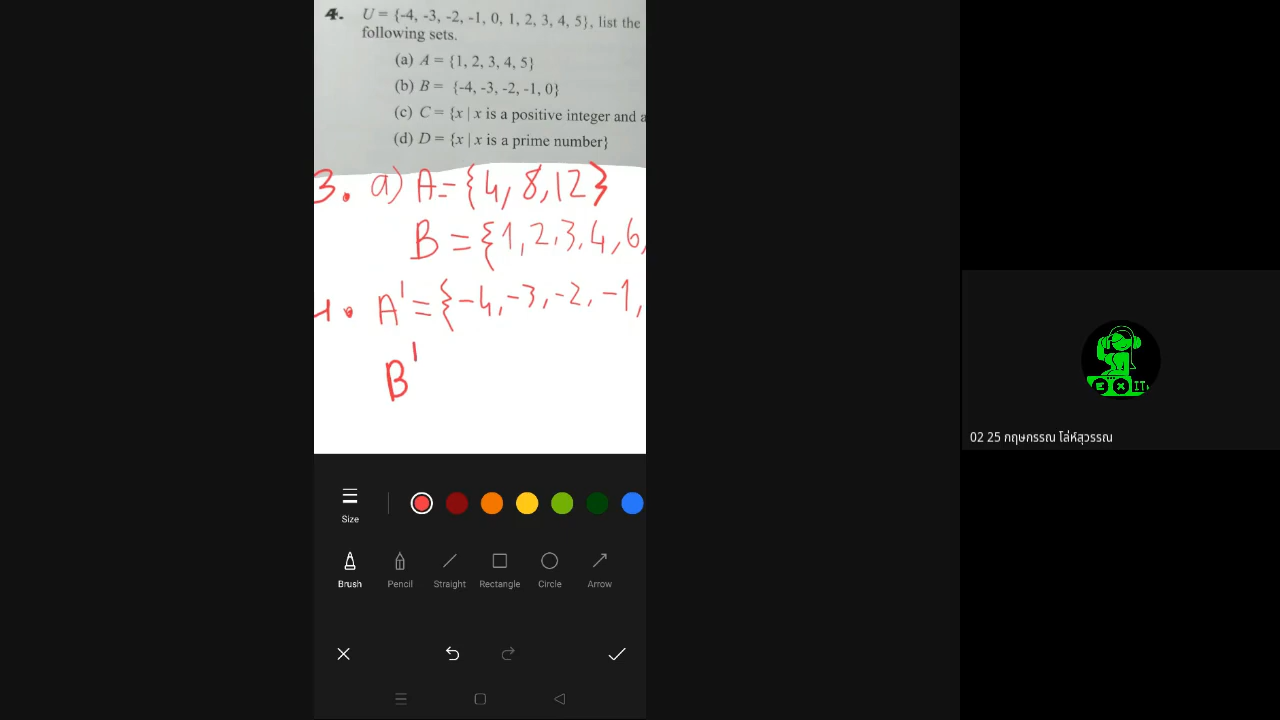 4. U = {-4, -3, -2, -1, 0, 1, 2, 3, 4, 5}, list the
following sets.
(a) A = {1, 2, 3, 4, 5}
(b) B = {-4, -3, -2, -1, 0}
(c) C = {x | x is a positive integer and a
(d) D = {x | x is a prime number}
3. a) A = {4, 8, 12}
B = {1, 2, 3, 4, 6,
4. A' = {-4, -3, -2, -1,
B'
Size
Brush Pencil Straight Rectangle Circle Arrow
E X IT
02 25 กฤษกรรณ โล่ห์สุวรรณ